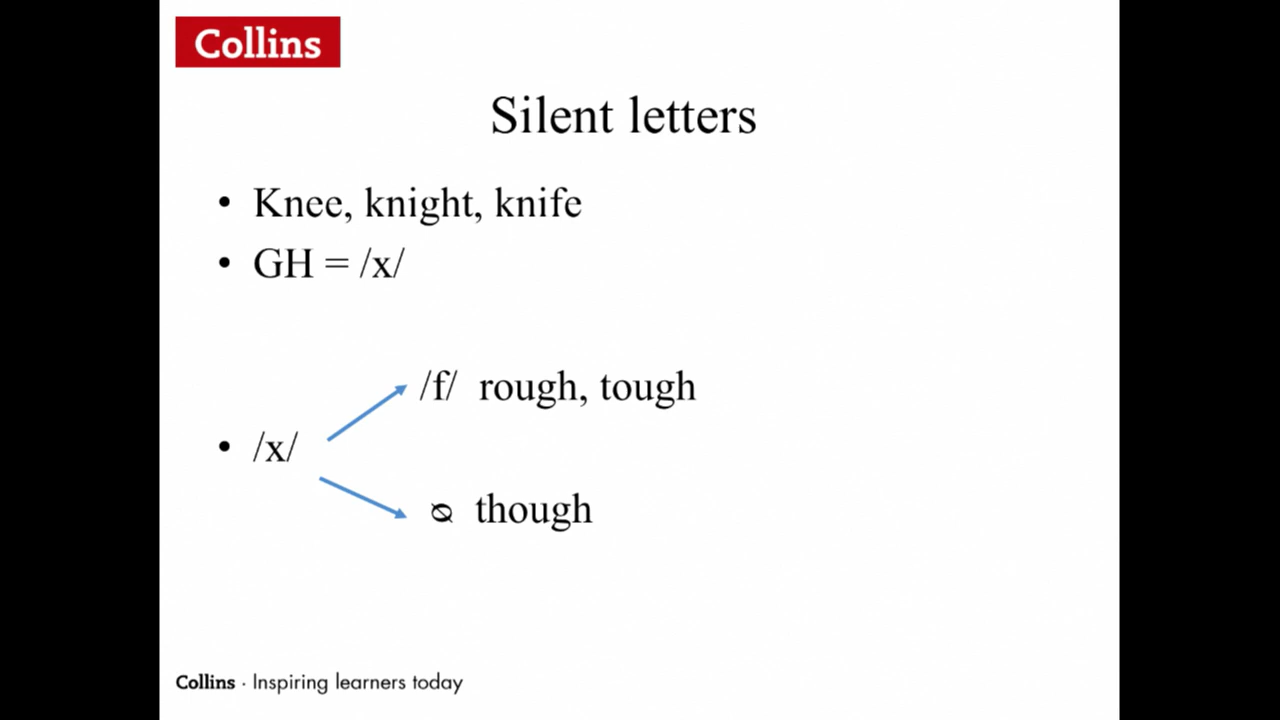 Collins
Silent letters
• Knee, knight, knife
• GH = /x/
/f/ rough, tough
• /x/
∅ though
Collins · Inspiring learners today